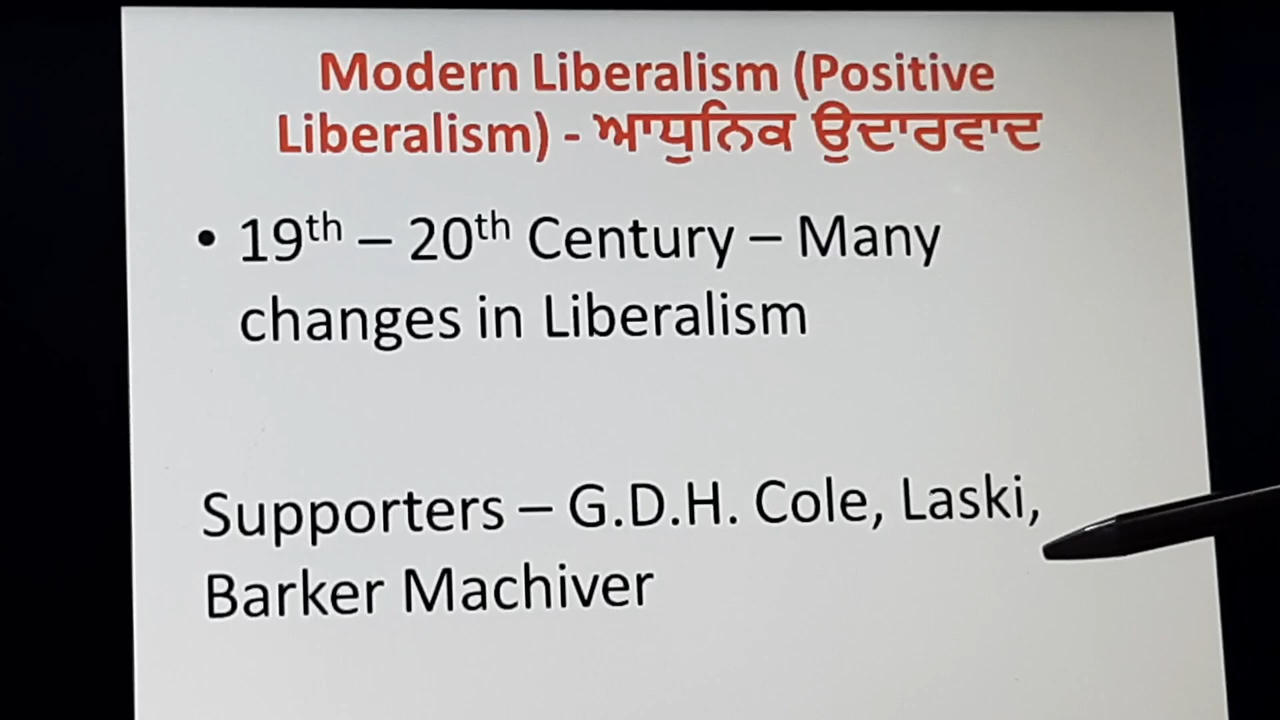 Modern Liberalism (Positive
Liberalism) - ਆਧੁਨਿਕ ਉਦਾਰਵਾਦ
• 19th – 20th Century – Many
changes in Liberalism
Supporters – G.D.H. Cole, Laski,
Barker Machiver